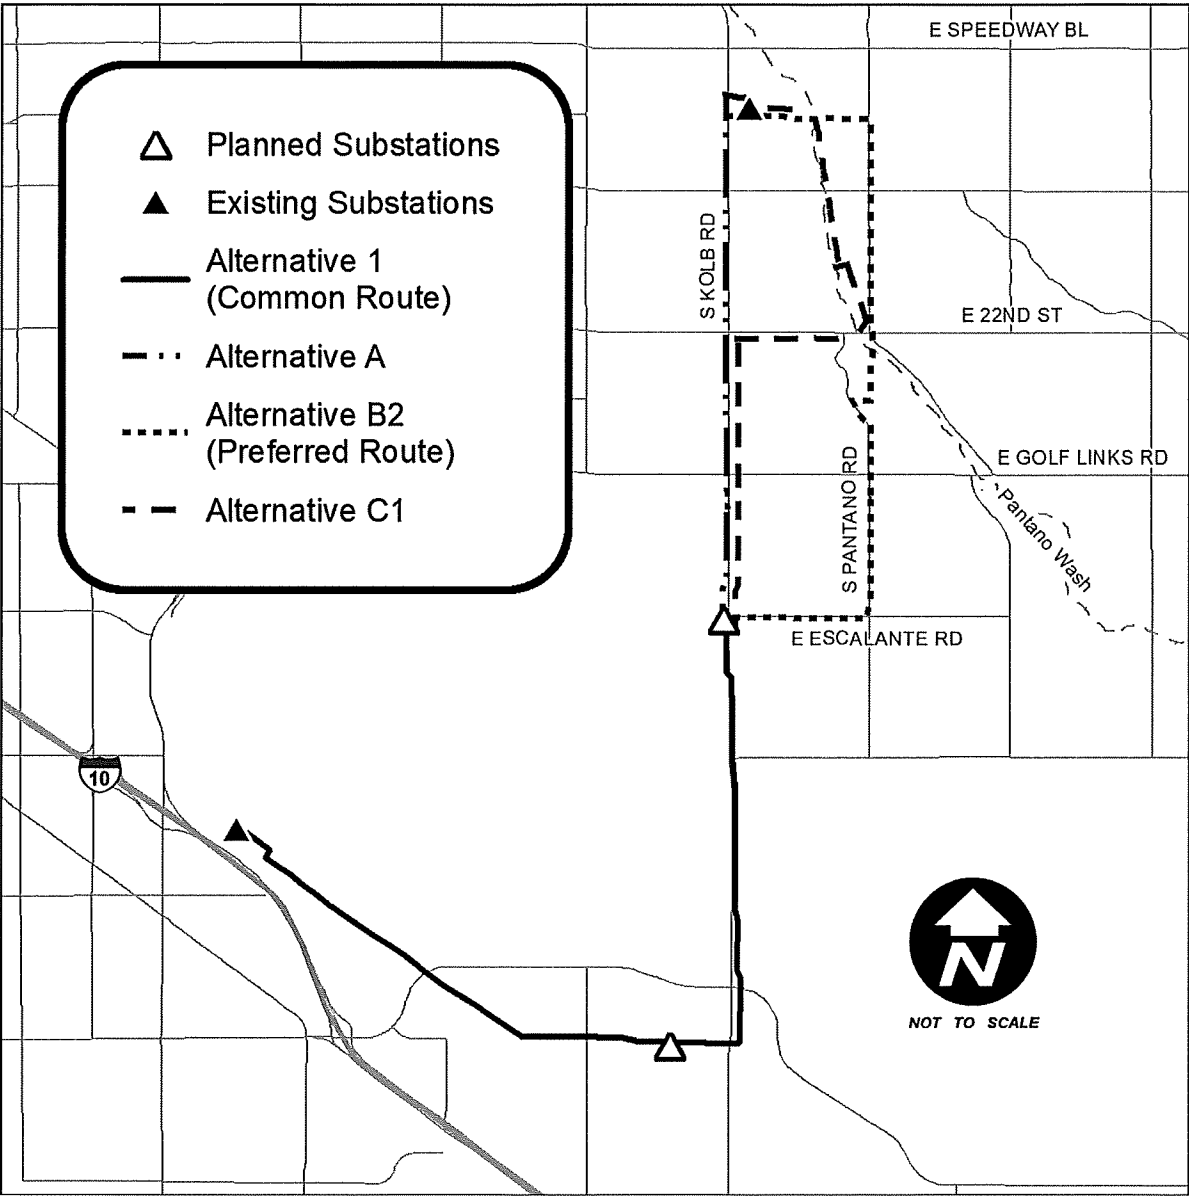 E SPEEDWAY BL
Planned Substations
Existing Substations
Alternative 1
(Common Route)
Alternative A
Alternative B2
(Preferred Route)
Alternative C1
S KOLB RD
E 22ND ST
E GOLF LINKS RD
S PANTANO RD
Pantano Wash
E ESCALANTE RD
10
N
NOT TO SCALE